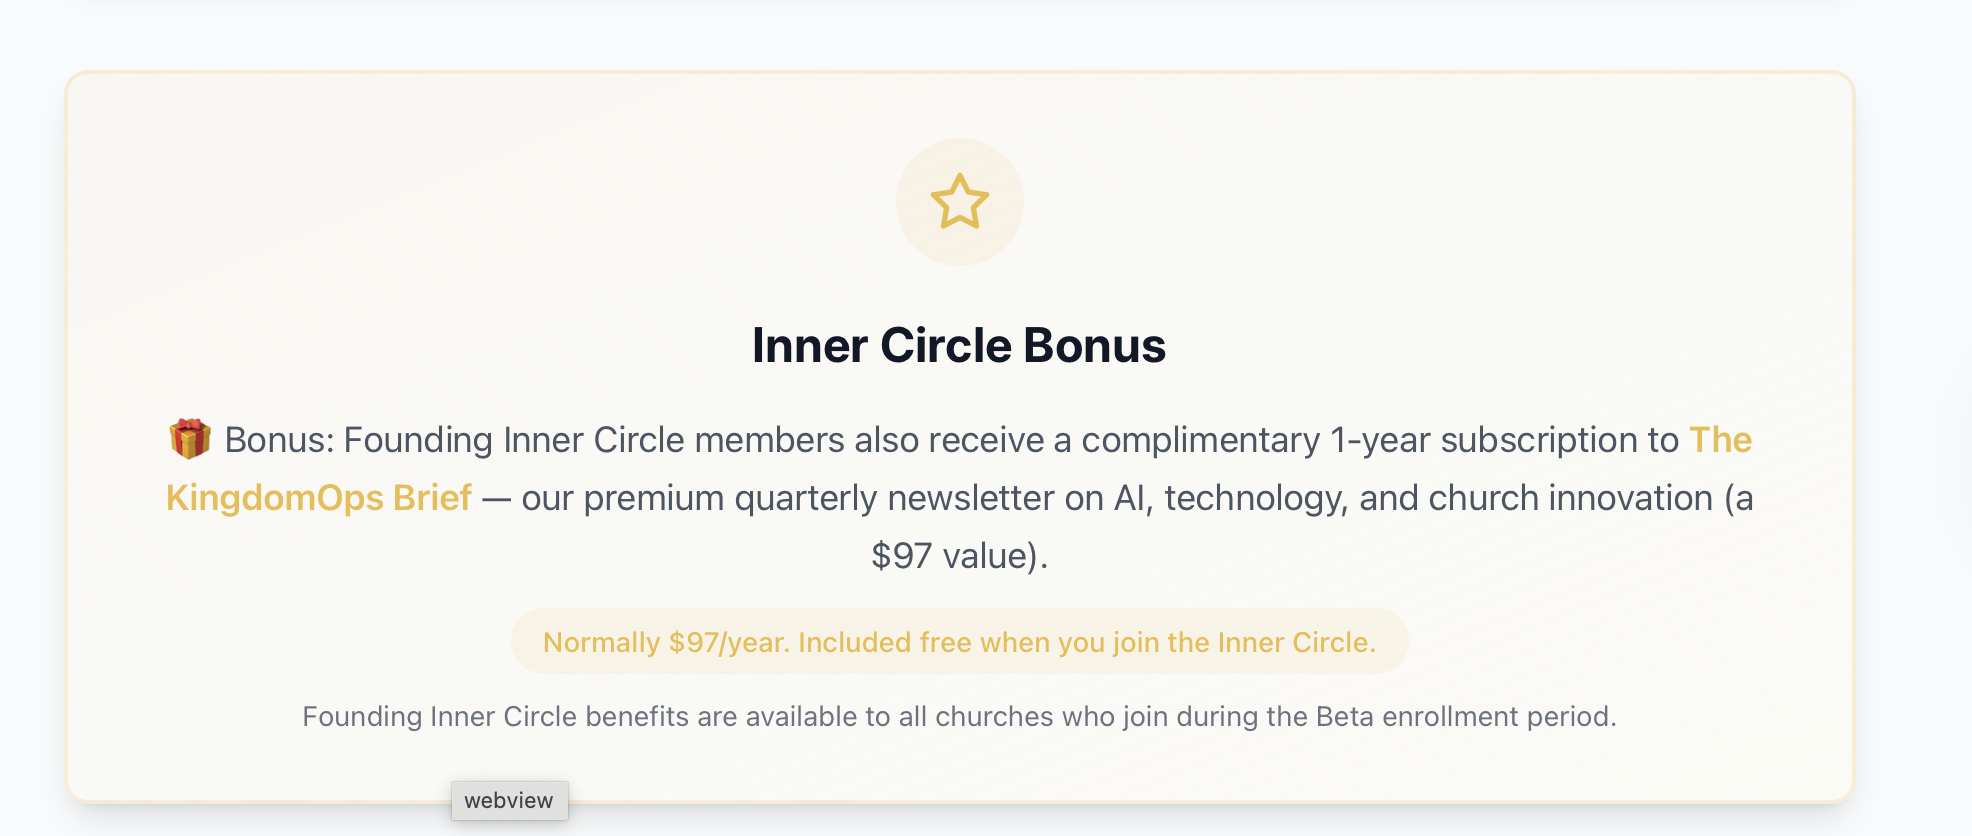 Inner Circle Bonus
🎁 Bonus: Founding Inner Circle members also receive a complimentary 1-year subscription to The
KingdomOps Brief — our premium quarterly newsletter on AI, technology, and church innovation (a
$97 value).
Normally $97/year. Included free when you join the Inner Circle.
Founding Inner Circle benefits are available to all churches who join during the Beta enrollment period.
webview